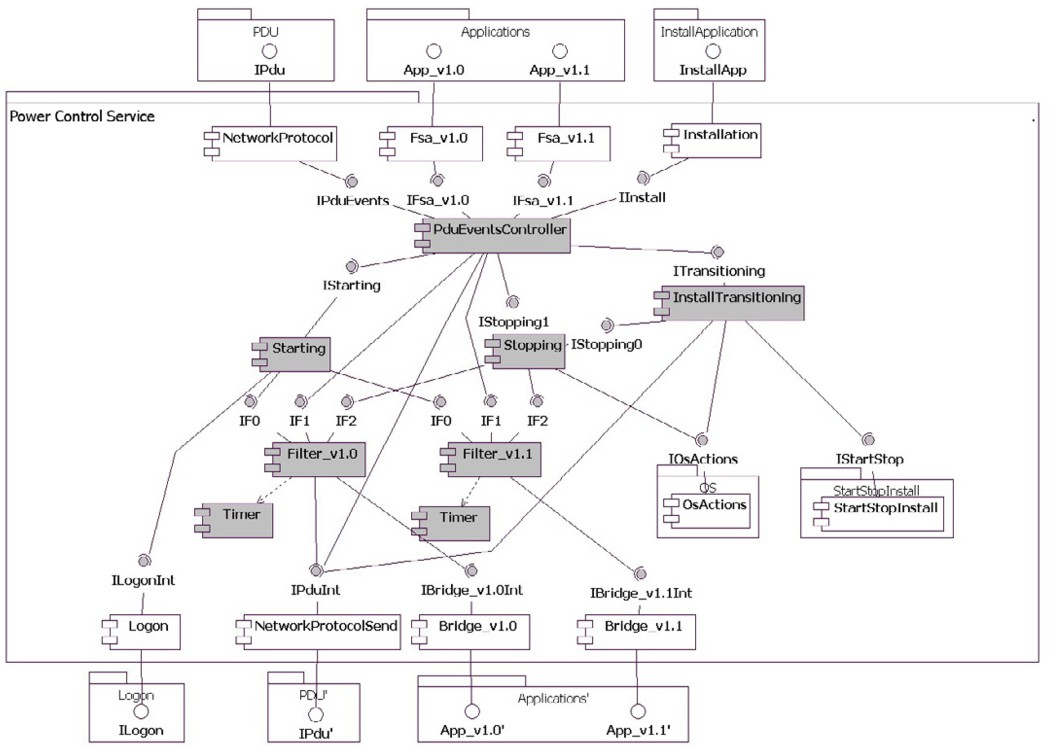 PDU
Applications
InstallApplication
IPdu
App_v1.0
App_v1.1
InstallApp
Power Control Service
NetworkProtocol
Fsa_v1.0
Fsa_v1.1
Installation
IPduEvents
IFsa_v1.0
IFsa_v1.1
IInstall
PduEventsController
IStarting
ITransitioning
InstallTransitioning
IStopping1
Starting
Stopping
IStopping0
IF0
IF1
IF2
IF0
IF1
IF2
Filter_v1.0
Filter_v1.1
IOsActions
IStartStop
OS
StartStopInstall
Timer
Timer
OsActions
StartStopInstall
ILogonInt
IPduInt
IBridge_v1.0Int
IBridge_v1.1Int
Logon
NetworkProtocolSend
Bridge_v1.0
Bridge_v1.1
Logon
PDU'
Applications'
ILogon
IPdu'
App_v1.0'
App_v1.1'